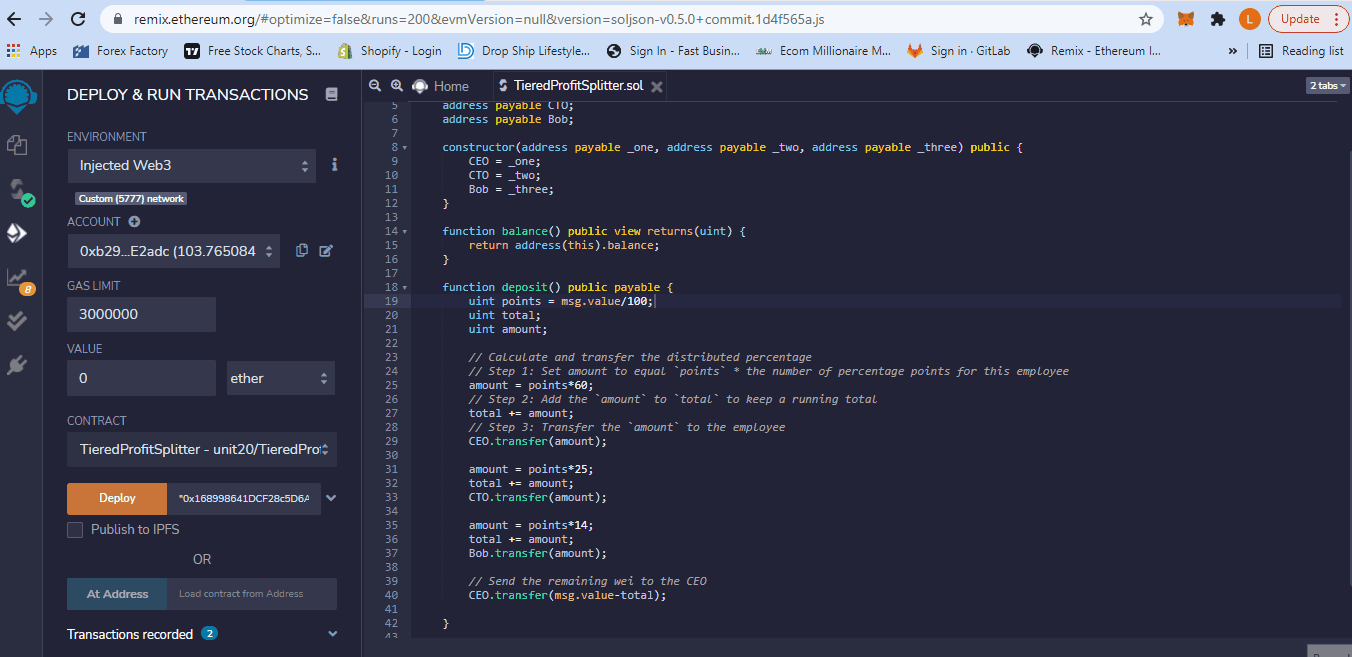 remix.ethereum.org/#optimize=false&runs=200&evmVersion=null&version=soljson-v0.5.0+commit.1d4f565a.js
L
Update
Apps
Forex Factory
Free Stock Charts, S...
Shopify - Login
Drop Ship Lifestyle...
Sign In - Fast Busin...
Ecom Millionaire M...
Sign in · GitLab
Remix - Ethereum I...
»
Reading list
DEPLOY & RUN TRANSACTIONS
ENVIRONMENT
Injected Web3
Custom (5777) network
ACCOUNT
0xb29...E2adc (103.765084
GAS LIMIT
3000000
8
VALUE
0
ether
CONTRACT
TieredProfitSplitter - unit20/TieredProf
Deploy
"0x168998641DCF28c5D6A
Publish to IPFS
OR
At Address
Load contract from Address
Transactions recorded 2
Home
TieredProfitSplitter.sol
2 tabs
5 address payable CTO;
6 address payable Bob;
7
8 constructor(address payable _one, address payable _two, address payable _three) public {
9 CEO = _one;
10 CTO = _two;
11 Bob = _three;
12 }
13
14 function balance() public view returns(uint) {
15 return address(this).balance;
16 }
17
18 function deposit() public payable {
19 uint points = msg.value/100;
20 uint total;
21 uint amount;
22
23 // Calculate and transfer the distributed percentage
24 // Step 1: Set amount to equal `points` * the number of percentage points for this employee
25 amount = points*60;
26 // Step 2: Add the `amount` to `total` to keep a running total
27 total += amount;
28 // Step 3: Transfer the `amount` to the employee
29 CEO.transfer(amount);
30
31 amount = points*25;
32 total += amount;
33 CTO.transfer(amount);
34
35 amount = points*14;
36 total += amount;
37 Bob.transfer(amount);
38
39 // Send the remaining wei to the CEO
40 CEO.transfer(msg.value-total);
41
42 }
43